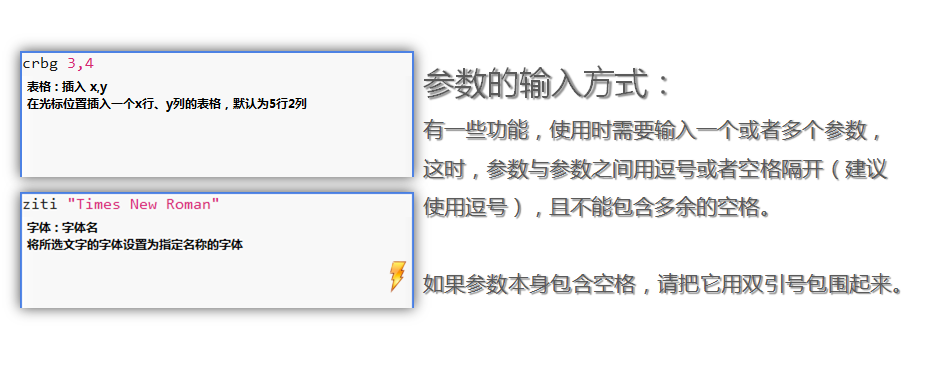 crbg 3,4
表格：插入 x,y
在光标位置插入一个x行、y列的表格，默认为5行2列
ziti "Times New Roman"
字体：字体名
将所选文字的字体设置为指定名称的字体
参数的输入方式：
有一些功能，使用时需要输入一个或者多个参数，
这时，参数与参数之间用逗号或者空格隔开（建议
使用逗号），且不能包含多余的空格。
如果参数本身包含空格，请把它用双引号包围起来。